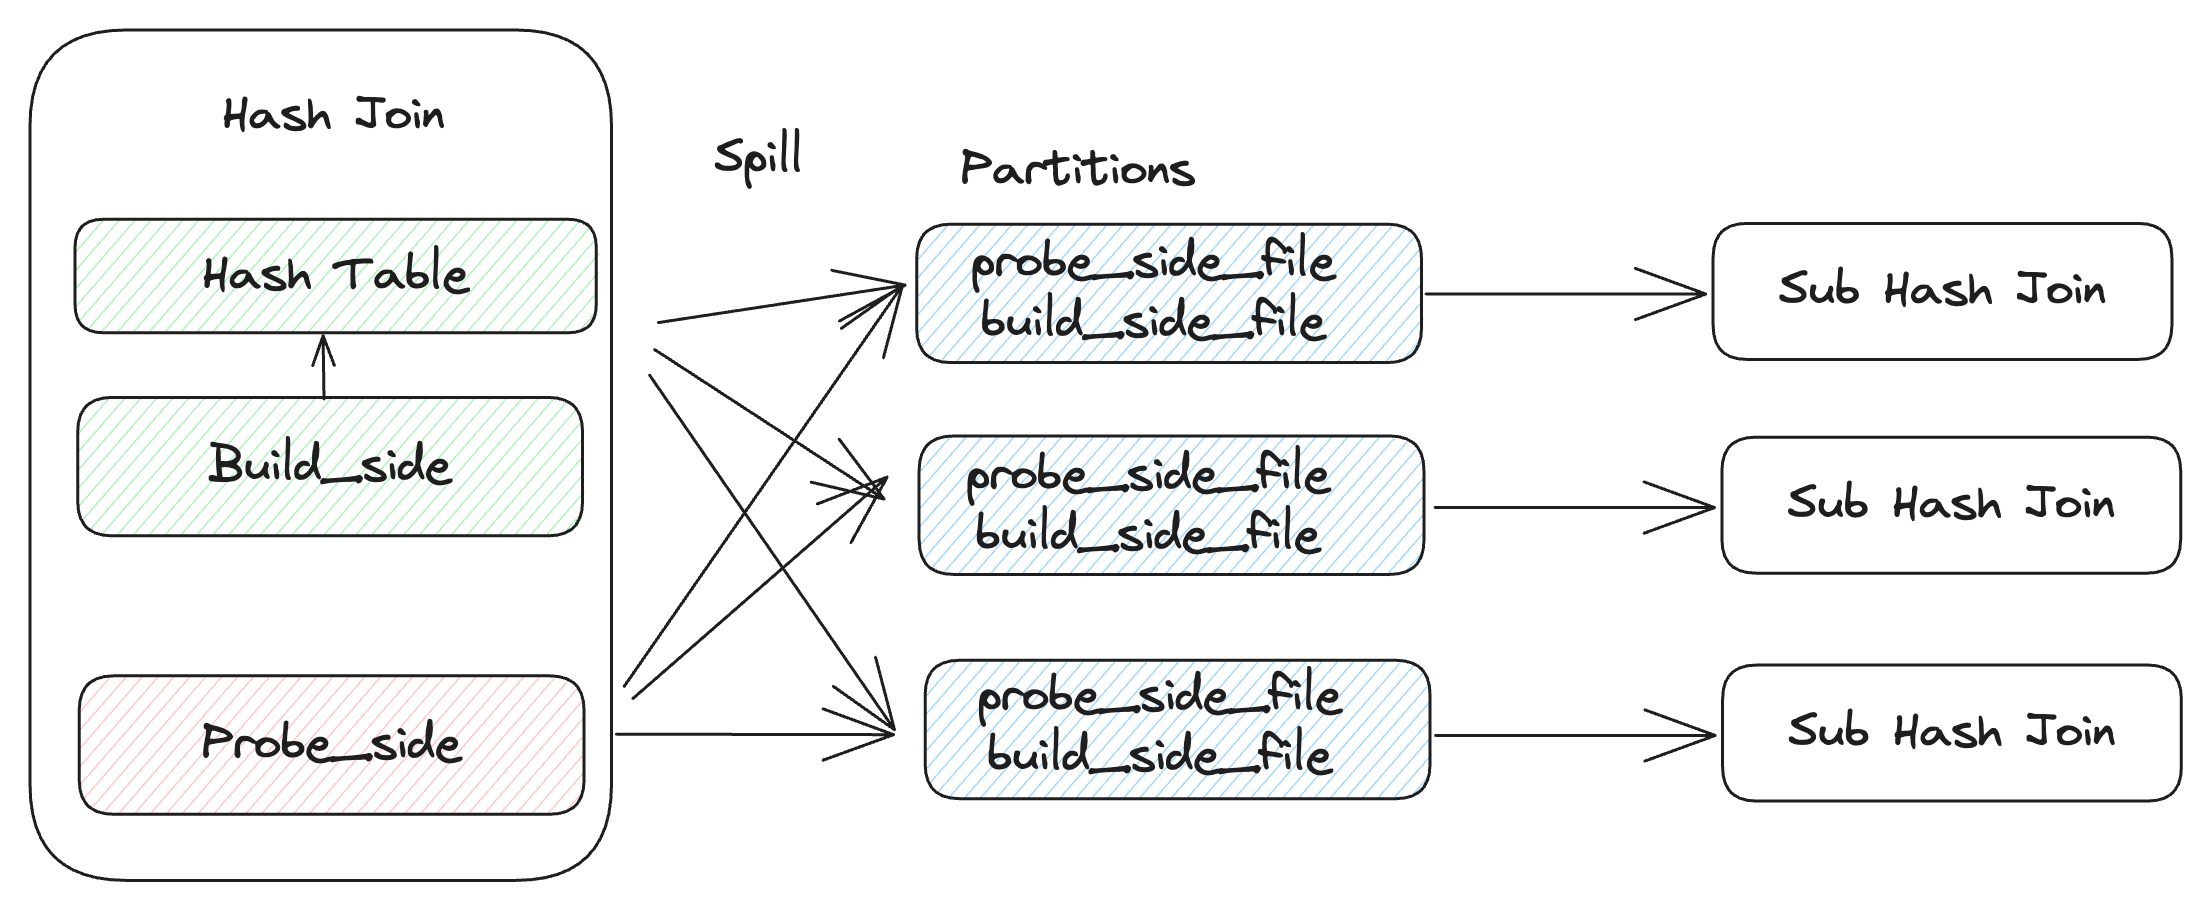 Hash Join
Hash Table
Build_side
Probe_side
Spill
Partitions
probe_side_file
build_side_file
probe_side_file
build_side_file
probe_side_file
build_side_file
Sub Hash Join
Sub Hash Join
Sub Hash Join